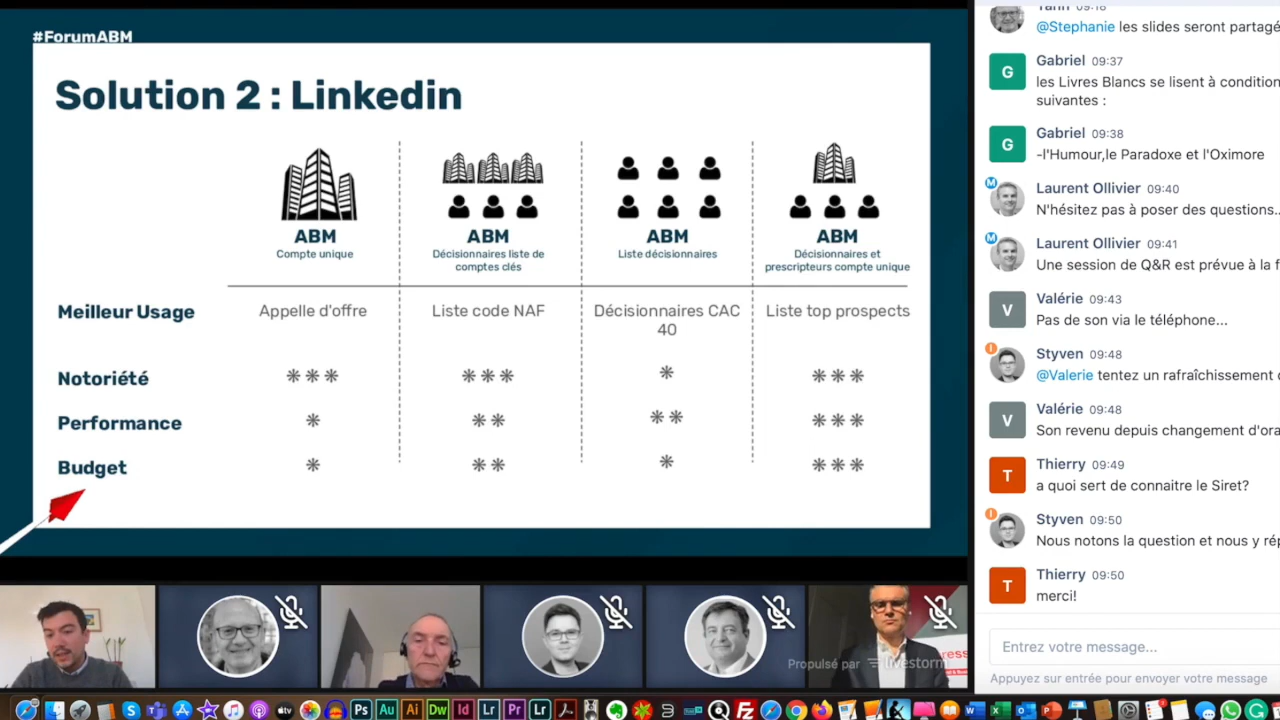 #ForumABM
Solution 2 : Linkedin
ABM
Compte unique
ABM
Décisionnaires liste de
comptes clés
ABM
Liste décisionnaires
ABM
Décisionnaires et
prescripteurs compte unique
Meilleur Usage
Appelle d'offre
Liste code NAF
Décisionnaires CAC
40
Liste top prospects
Notoriété
*** *** * ***
Performance
* ** ** ***
Budget
* ** * ***
Propulsé par livestorm
09:16
@Stephanie les slides seront partagé
Gabriel 09:37
les Livres Blancs se lisent à condition
suivantes :
Gabriel 09:38
-l'Humour,le Paradoxe et l'Oximore
Laurent Ollivier 09:40
N'hésitez pas à poser des questions..
Laurent Ollivier 09:41
Une session de Q&R est prévue à la f
Valérie 09:43
Pas de son via le téléphone...
Styven 09:48
@Valerie tentez un rafraîchissement
Valérie 09:48
Son revenu depuis changement d'ora
Thierry 09:49
a quoi sert de connaitre le Siret?
Styven 09:50
Nous notons la question et nous y rép
Thierry 09:50
merci!
Entrez votre message...
Appuyez sur entrée pour envoyer votre message